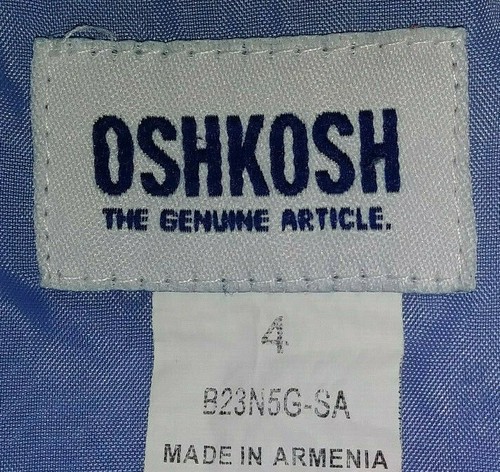 OSHKOSH
THE GENUINE ARTICLE.
4
B23N5G-SA
MADE IN ARMENIA